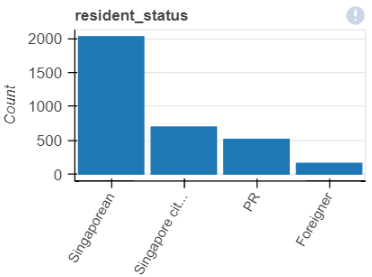 resident_status
!
Count
2000
1500
1000
500
0
Singaporean
Singapore cit...
PR
Foreigner